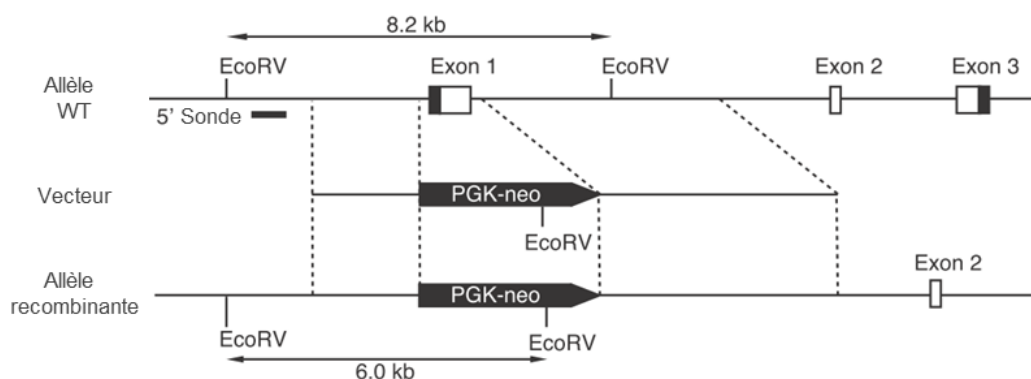 8.2 kb
EcoRV
Exon 1
EcoRV
Exon 2
Exon 3
Allèle
WT
5' Sonde
Vecteur
PGK-neo
EcoRV
Allèle
recombinante
PGK-neo
Exon 2
EcoRV
EcoRV
6.0 kb